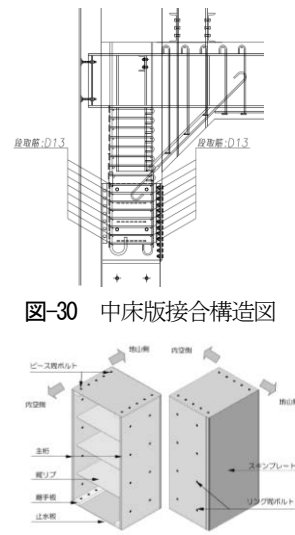 段取筋:D13
段取筋:D13
図-30 中床版接合構造図
地山側
内空側
ピース間ボルト
地山側
内空側
主桁
縦リブ
継手板
止水板
スキンプレート
リング間ボルト